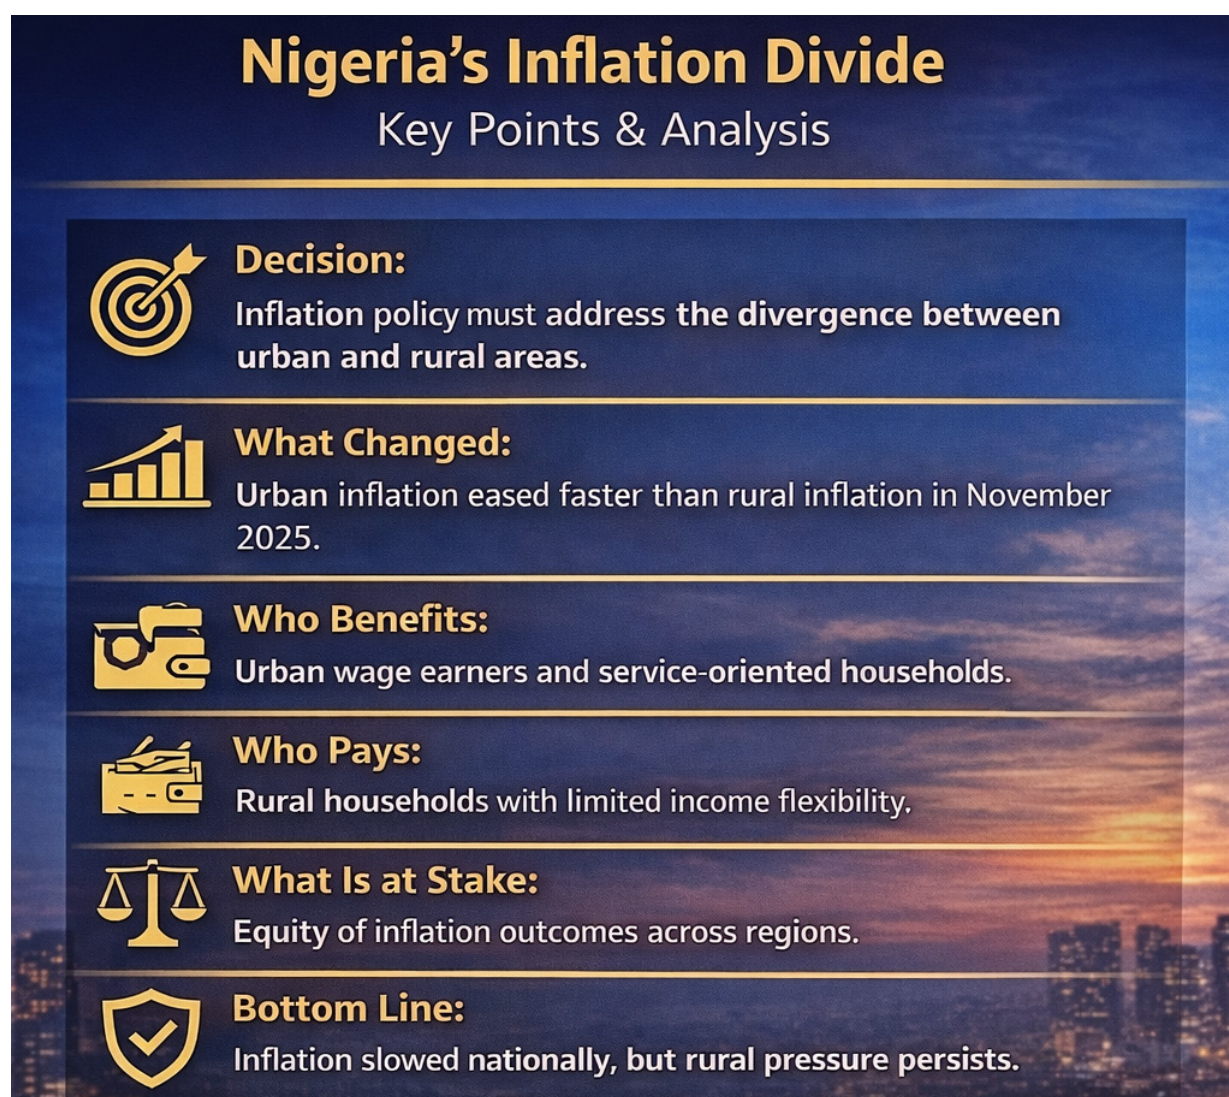 Nigeria’s Inflation Divide
Key Points & Analysis
Decision:
Inflation policy must address the divergence between
urban and rural areas.
What Changed:
Urban inflation eased faster than rural inflation in November
2025.
Who Benefits:
Urban wage earners and service-oriented households.
Who Pays:
Rural households with limited income flexibility.
What Is at Stake:
Equity of inflation outcomes across regions.
Bottom Line:
Inflation slowed nationally, but rural pressure persists.